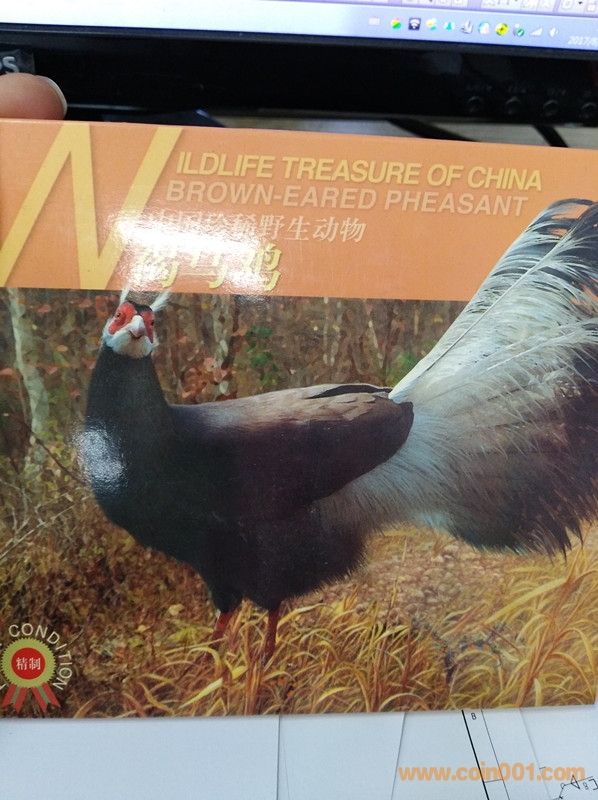 WILDLIFE TREASURE OF CHINA
BROWN-EARED PHEASANT
中国珍稀野生动物
褐马鸡
CONDITION
精制
www.coin001.com